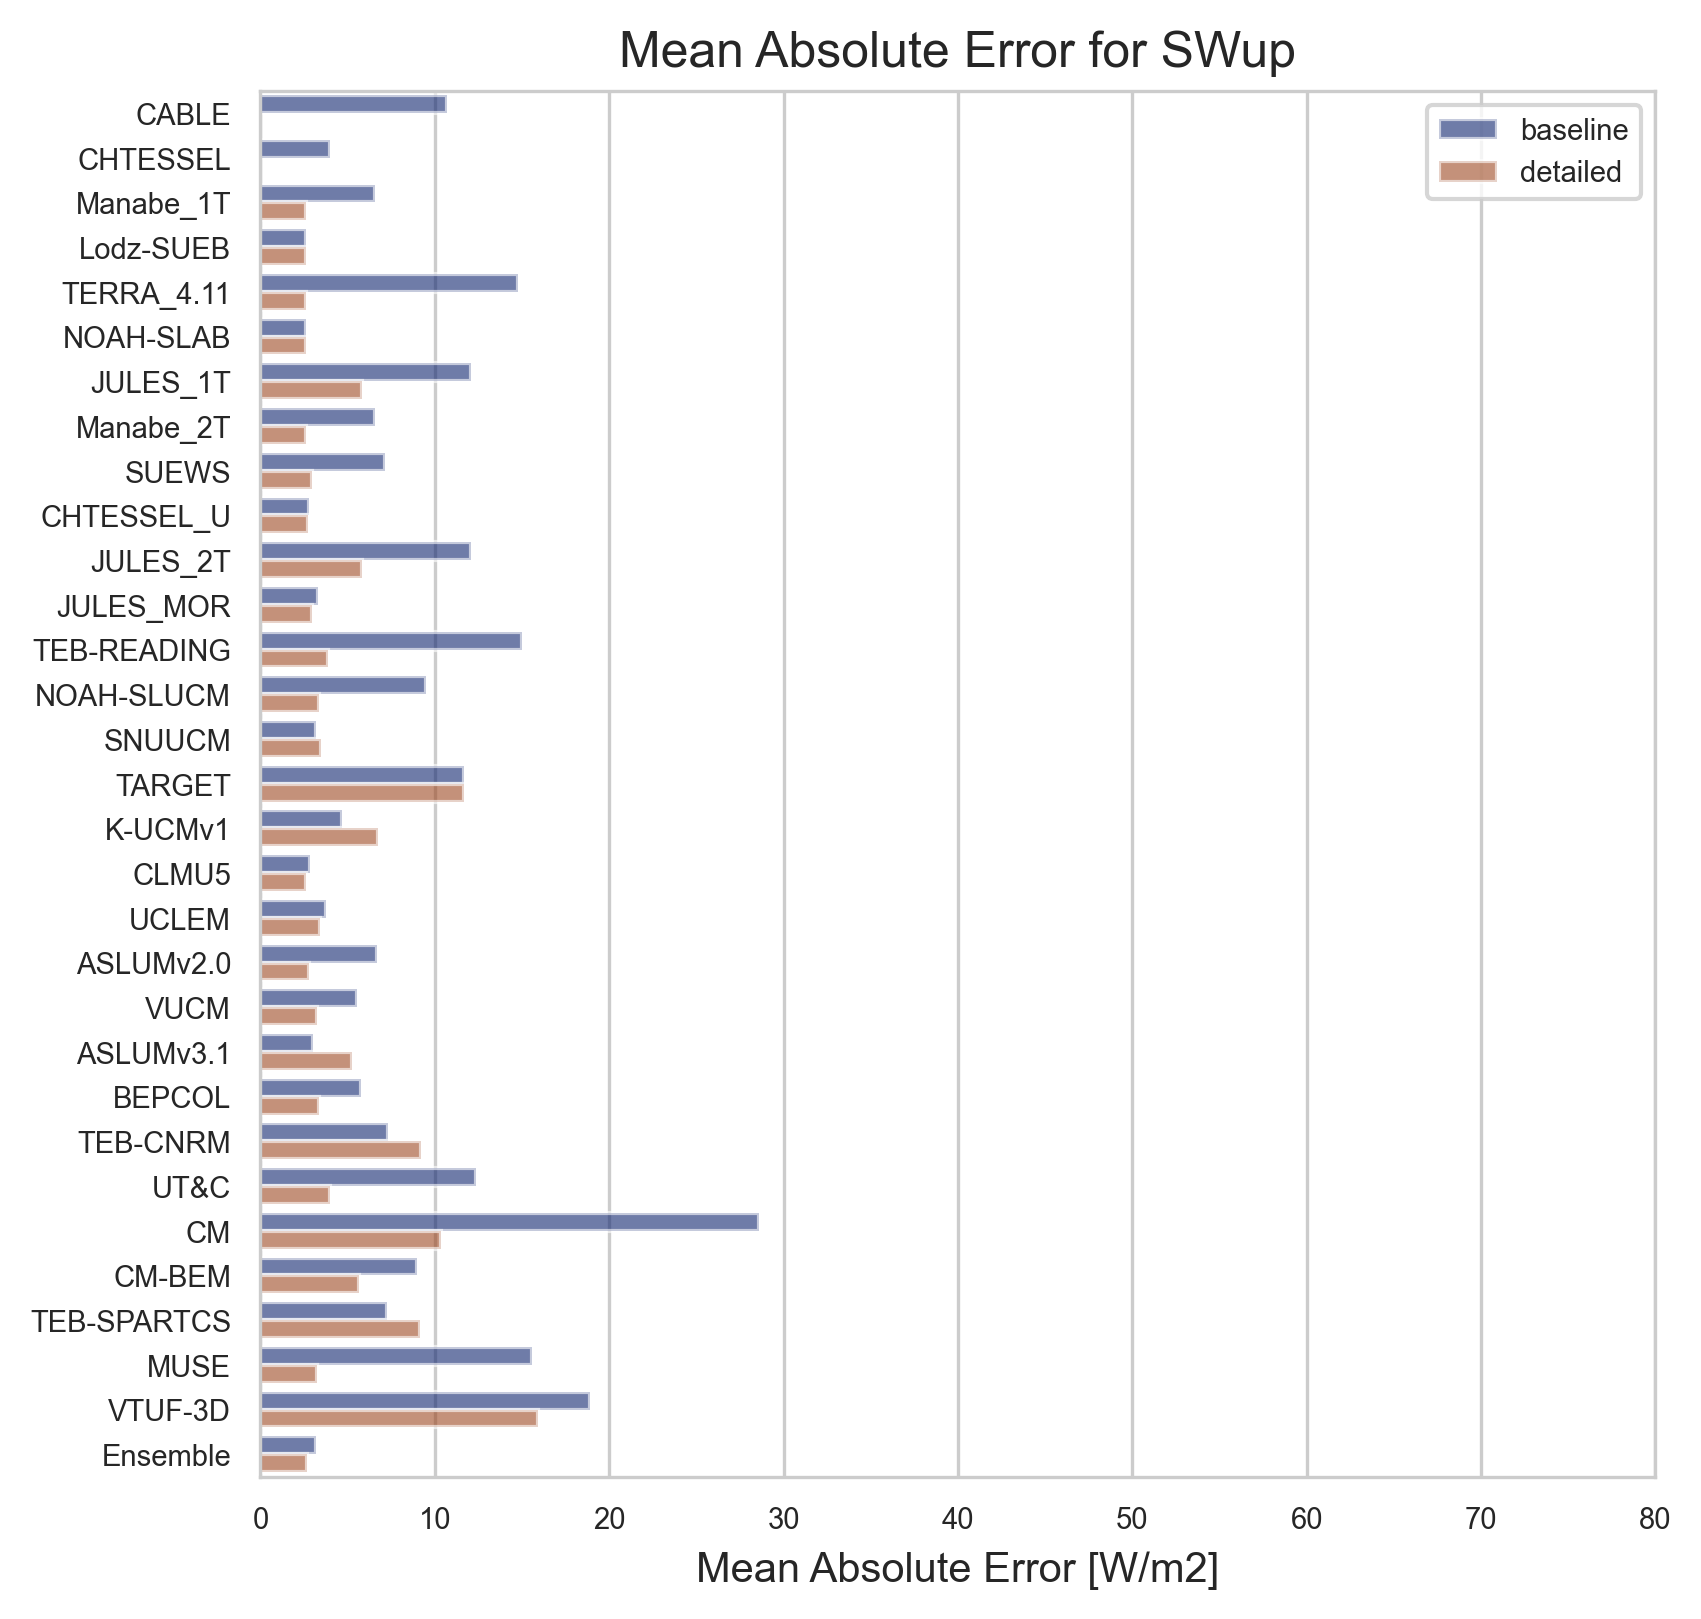 Mean Absolute Error for SWup
baseline
detailed
CABLE
CHTESSEL
Manabe_1T
Lodz-SUEB
TERRA_4.11
NOAH-SLAB
JULES_1T
Manabe_2T
SUEWS
CHTESSEL_U
JULES_2T
JULES_MOR
TEB-READING
NOAH-SLUCM
SNUUCM
TARGET
K-UCMv1
CLMU5
UCLEM
ASLUMv2.0
VUCM
ASLUMv3.1
BEPCOL
TEB-CNRM
UT&C
CM
CM-BEM
TEB-SPARTCS
MUSE
VTUF-3D
Ensemble
0 10 20 30 40 50 60 70 80
Mean Absolute Error [W/m2]